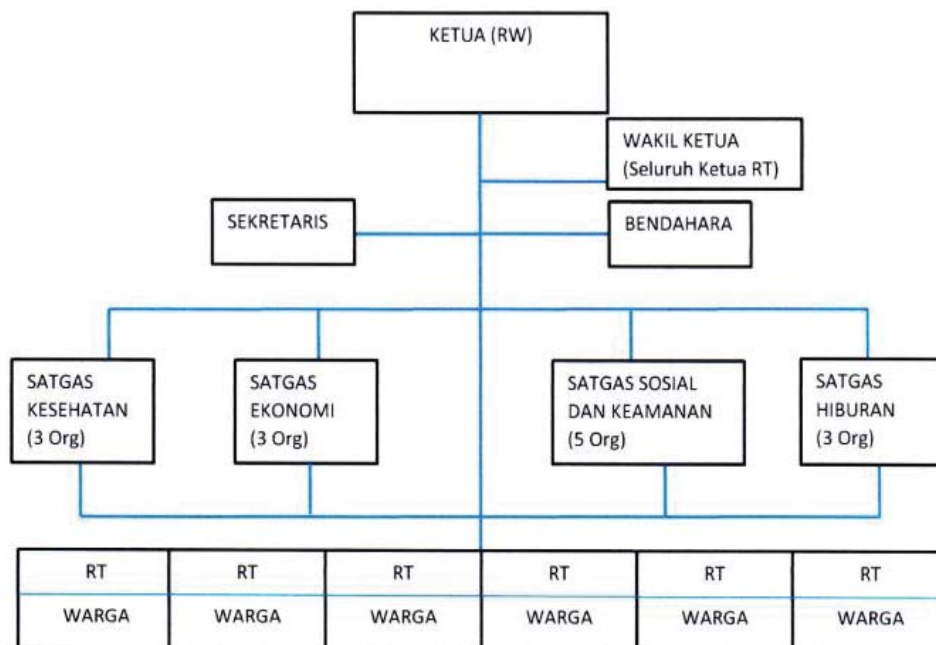 KETUA (RW)
WAKIL KETUA
(Seluruh Ketua RT)
SEKRETARIS
BENDAHARA
SATGAS
KESEHATAN
(3 Org)
SATGAS
EKONOMI
(3 Org)
SATGAS SOSIAL
DAN KEAMANAN
(5 Org)
SATGAS
HIBURAN
(3 Org)
RT RT RT RT RT RT
WARGA WARGA WARGA WARGA WARGA WARGA